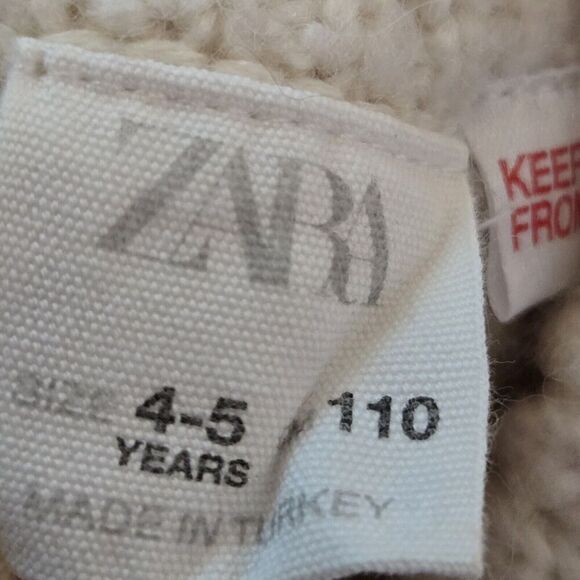 ZARA
SIZE 4-5 110
YEARS
MADE IN TURKEY
KEEP
FROM